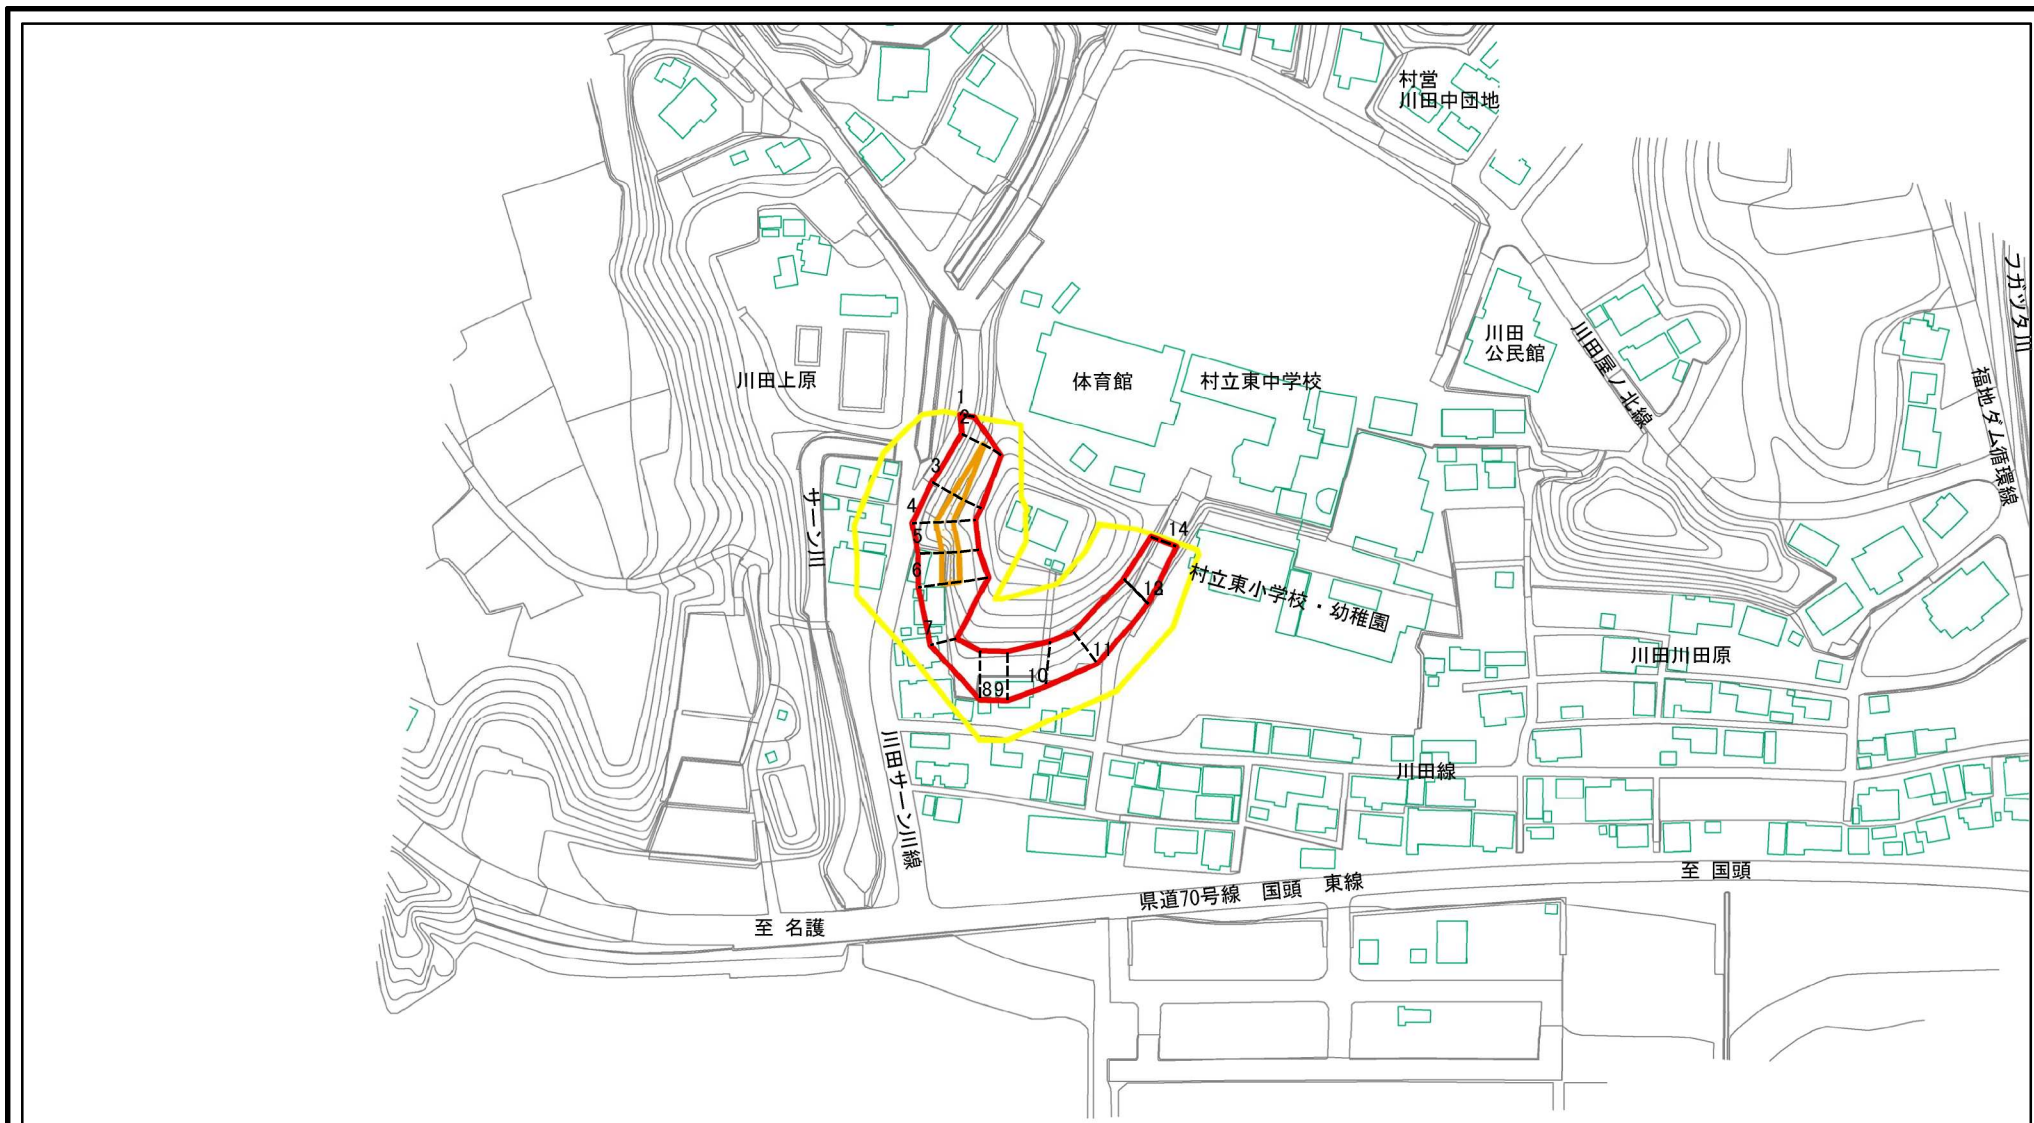 村営
川田中団地
フガッタ川
川田
公民館
川田屋ノ北線
福地ダム循環線
川田上原
体育館
村立東中学校
1
2
3
4
5
6
7
89
10
11
14
サーン川
村立東小学校・幼稚園
川田川田原
川田サーン川線
川田線
県道70号線 国頭 東線
至 国頭
至 名護